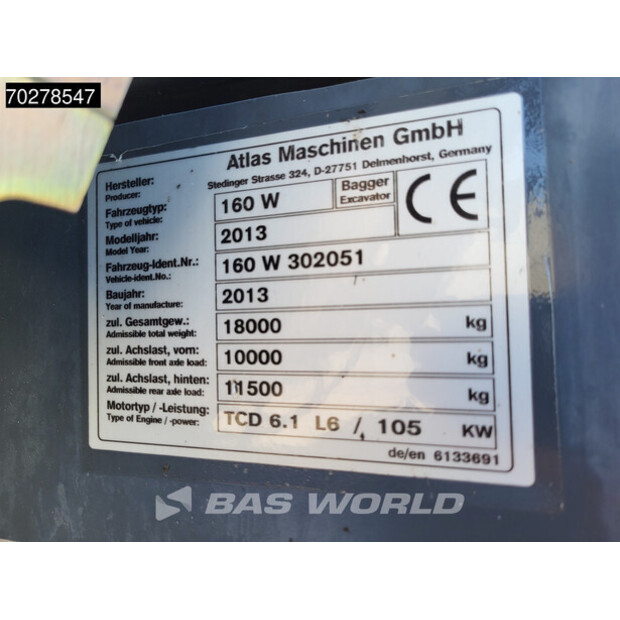 70278547
Atlas Maschinen GmbH
Stedinger Strasse 324, D-27751 Delmenhorst, Germany
Hersteller:
Producer:
Fahrzeugtyp: 160 W Bagger
Type of vehicle: Excavator
CE
Modelljahr: 2013
Model Year:
Fahrzeug-Ident.Nr.: 160 W 302051
Vehicle-ident.No.:
Baujahr: 2013
Year of manufacture:
zul. Gesamtgew.: 18000 kg
Admissible total weight:
zul. Achslast, vorn: 10000 kg
Admissible front axle load:
zul. Achslast, hinten: 11500 kg
Admissible rear axle load:
Motortyp / -Leistung: TCD 6.1 L6 / 105 KW
Type of Engine / -power:
de/en 6133691
BAS WORLD